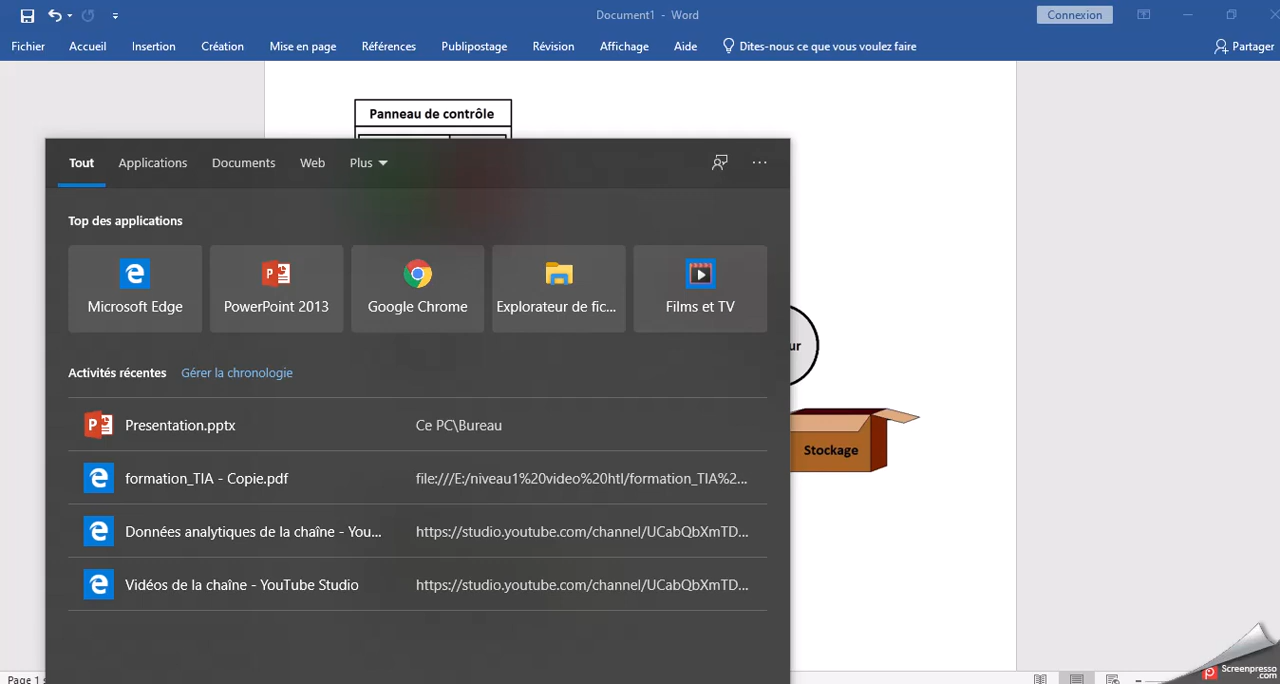 Document1 - Word
Connexion
Fichier Accueil Insertion Création Mise en page Références Publipostage Révision Affichage Aide Dites-nous ce que vous voulez faire Partager
Panneau de contrôle
Tout Applications Documents Web Plus
Top des applications
Microsoft Edge PowerPoint 2013 Google Chrome Explorateur de fic... Films et TV
ur
Activités récentes Gérer la chronologie
Presentation.pptx Ce PC\Bureau
Stockage
formation_TIA - Copie.pdf file:///E:/niveau1%20video%20htl/formation_TIA%2...
Données analytiques de la chaîne - You... https://studio.youtube.com/channel/UCabQbXmTD...
Vidéos de la chaîne - YouTube Studio https://studio.youtube.com/channel/UCabQbXmTD...
Page 1
Screenpresso
.com